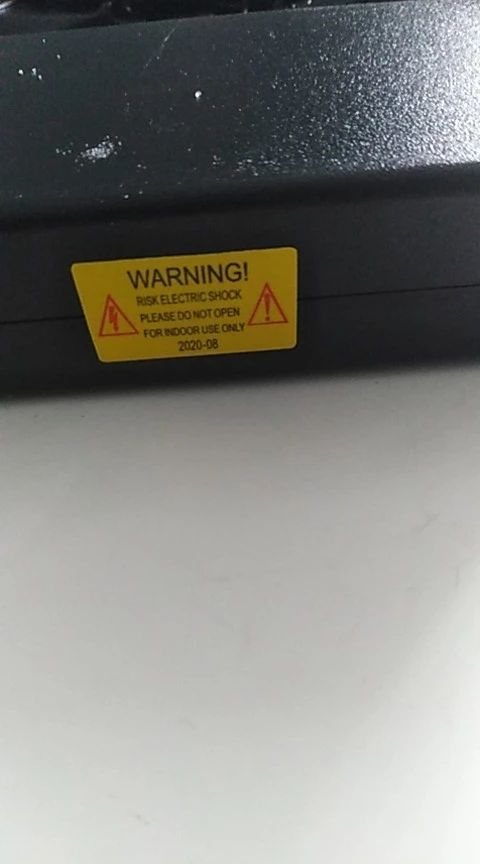 WARNING!
RISK ELECTRIC SHOCK
PLEASE DO NOT OPEN
FOR INDOOR USE ONLY
2020-08